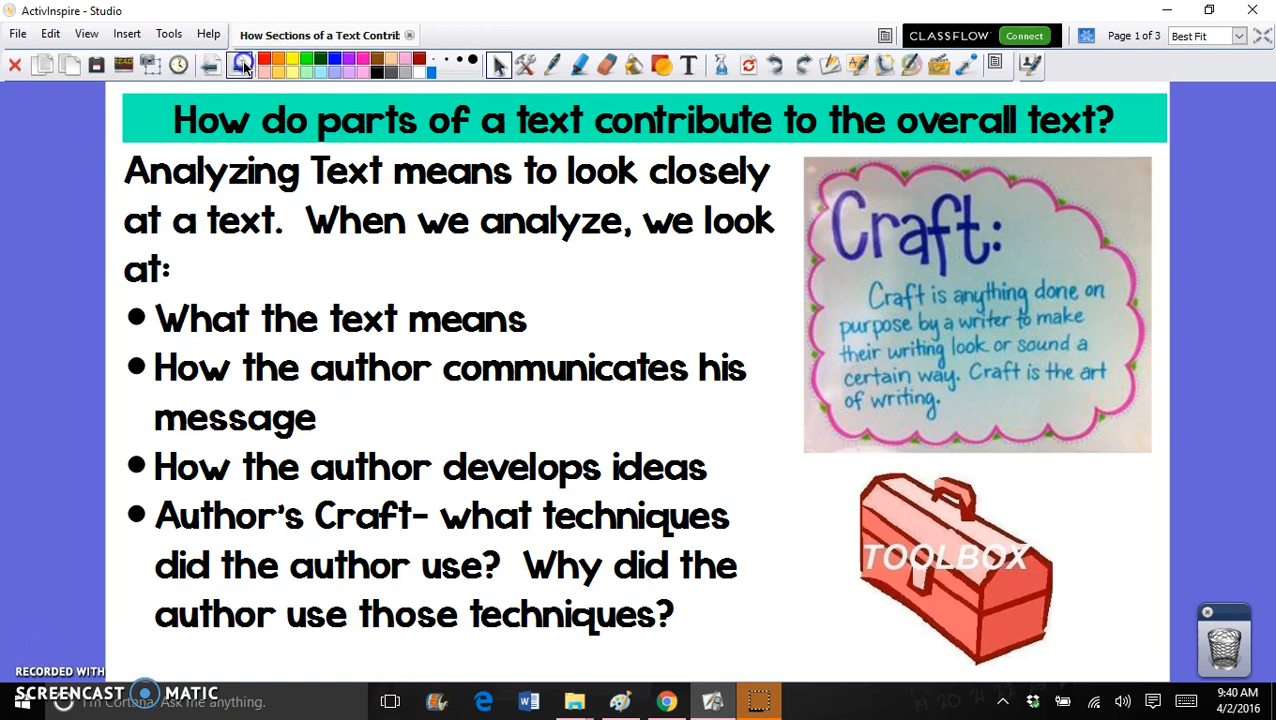 ActivInspire - Studio
File Edit View Insert Tools Help
How Sections of a Text Contrib
CLASSFLOW Connect
Page 1 of 3
Best Fit
How do parts of a text contribute to the overall text?
Analyzing Text means to look closely
at a text. When we analyze, we look
at:
• What the text means
• How the author communicates his
message
• How the author develops ideas
• Author's Craft- what techniques
did the author use? Why did the
author use those techniques?
Craft:
Craft is anything done on
purpose by a writer to make
their writing look or sound a
certain way. Craft is the art
of writing.
TOOLBOX
RECORDED WITH
SCREENCAST MATIC
I'm Cortana. Ask me anything.
9:40 AM
4/2/2016